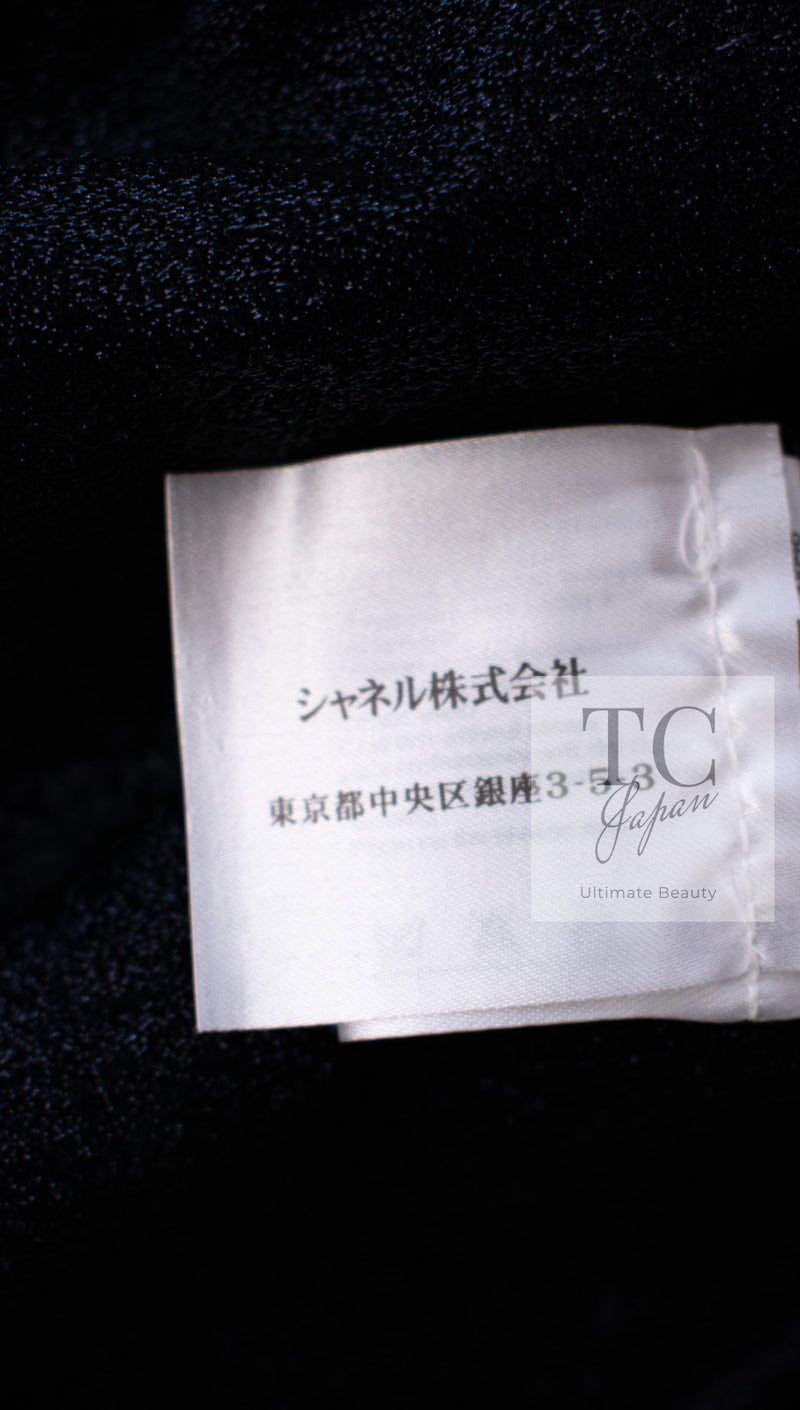 シャネル株式会社
東京都中央区銀座3-5-3
TC
Japan
Ultimate Beauty